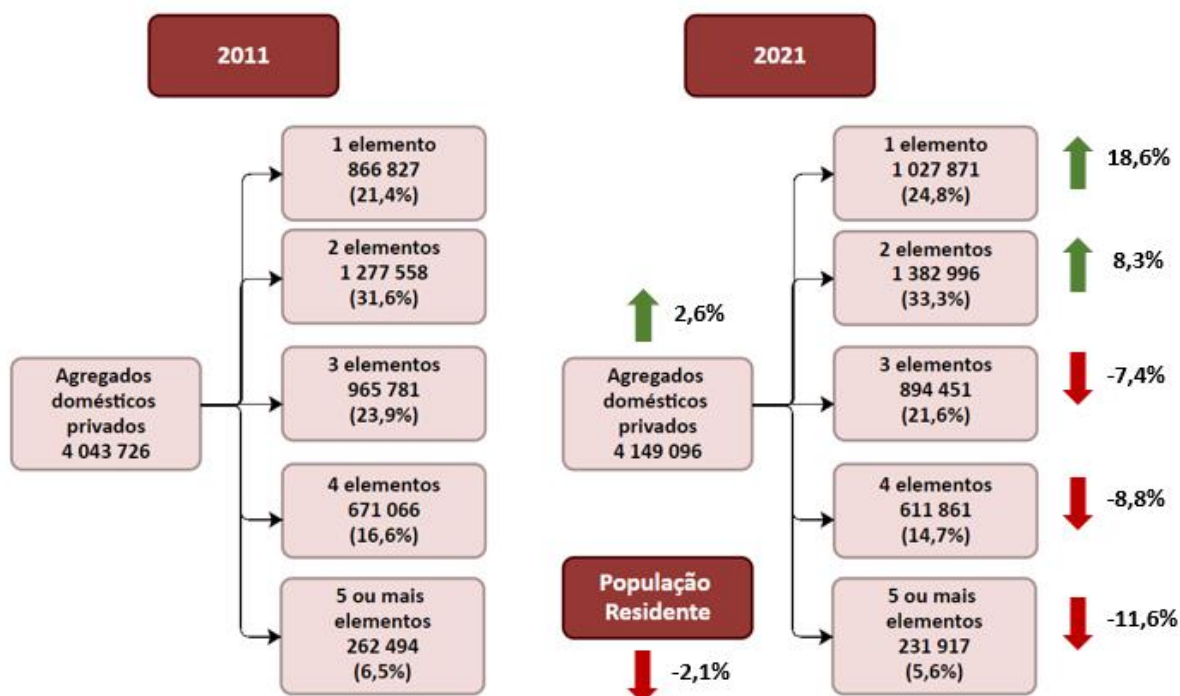 2011
1 elemento
866 827
(21,4%)
2 elementos
1 277 558
(31,6%)
Agregados
domésticos
privados
4 043 726
3 elementos
965 781
(23,9%)
4 elementos
671 066
(16,6%)
5 ou mais
elementos
262 494
(6,5%)
2021
1 elemento
1 027 871
(24,8%)
18,6%
2 elementos
1 382 996
(33,3%)
8,3%
2,6%
Agregados
domésticos
privados
4 149 096
3 elementos
894 451
(21,6%)
-7,4%
4 elementos
611 861
(14,7%)
-8,8%
População
Residente
-2,1%
5 ou mais
elementos
231 917
(5,6%)
-11,6%